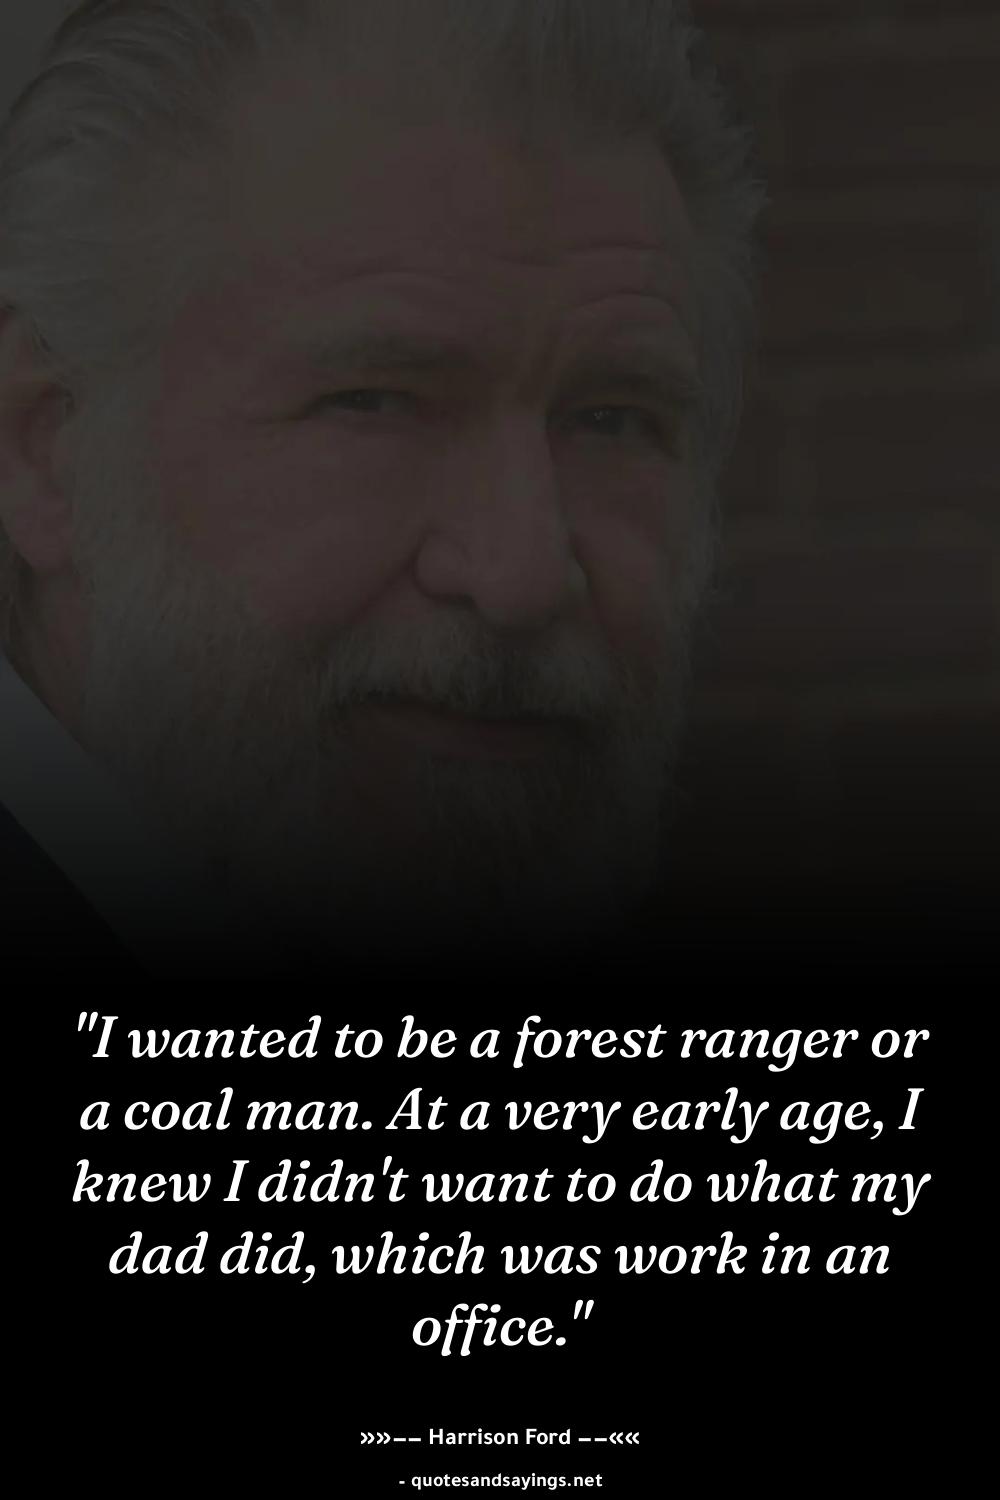 "I wanted to be a forest ranger or
a coal man. At a very early age, I
knew I didn't want to do what my
dad did, which was work in an
office."
»»−− Harrison Ford −−««
- quotesandsayings.net